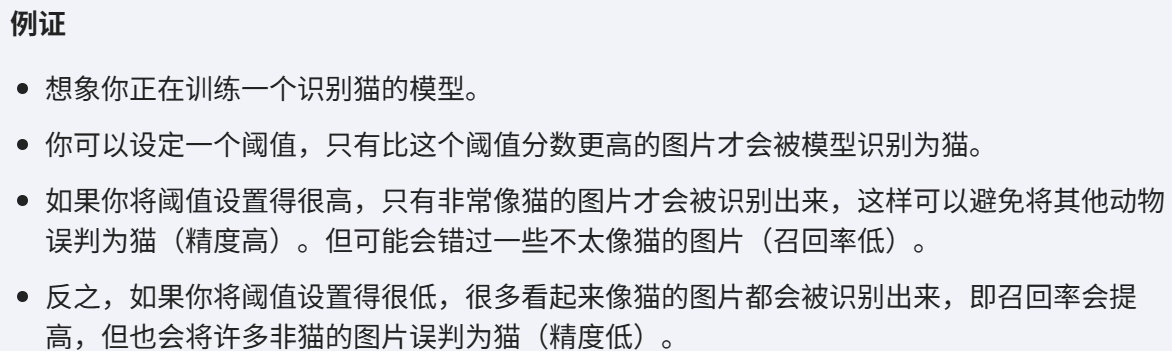 例证
• 想象你正在训练一个识别猫的模型。
• 你可以设定一个阈值，只有比这个阈值分数更高的图片才会被模型识别为猫。
• 如果你将阈值设置得很高，只有非常像猫的图片才会被识别出来，这样可以避免将其他动物
误判为猫（精度高）。但可能会错过一些不太像猫的图片（召回率低）。
• 反之，如果你将阈值设置得很低，很多看起来像猫的图片都会被识别出来，即召回率会提
高，但也会将许多非猫的图片误判为猫（精度低）。